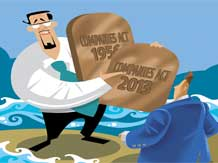 COMPANIES ACT
1956
COMPANIES ACT
2013